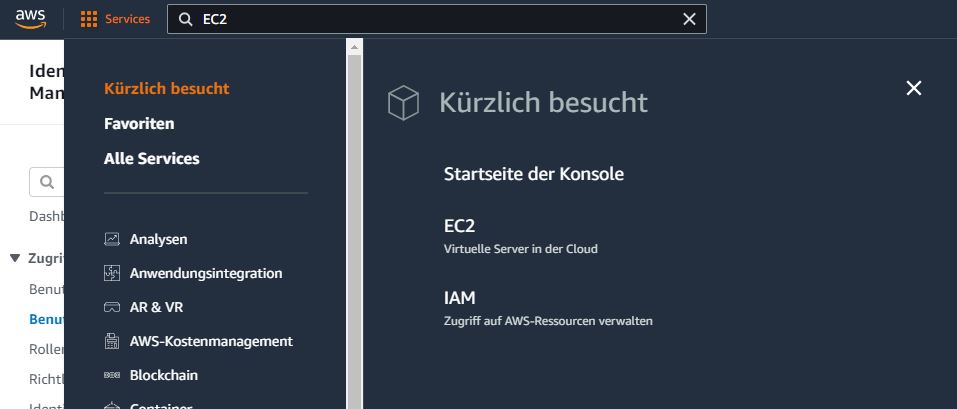 aws
Services
EC2
Iden
Man
Dashb
Zugri
Benut
Benut
Rollen
Richtl
Identi
Kürzlich besucht
Favoriten
Alle Services
Analysen
Anwendungsintegration
AR & VR
AWS-Kostenmanagement
Blockchain
Container
Kürzlich besucht
Startseite der Konsole
EC2
Virtuelle Server in der Cloud
IAM
Zugriff auf AWS-Ressourcen verwalten